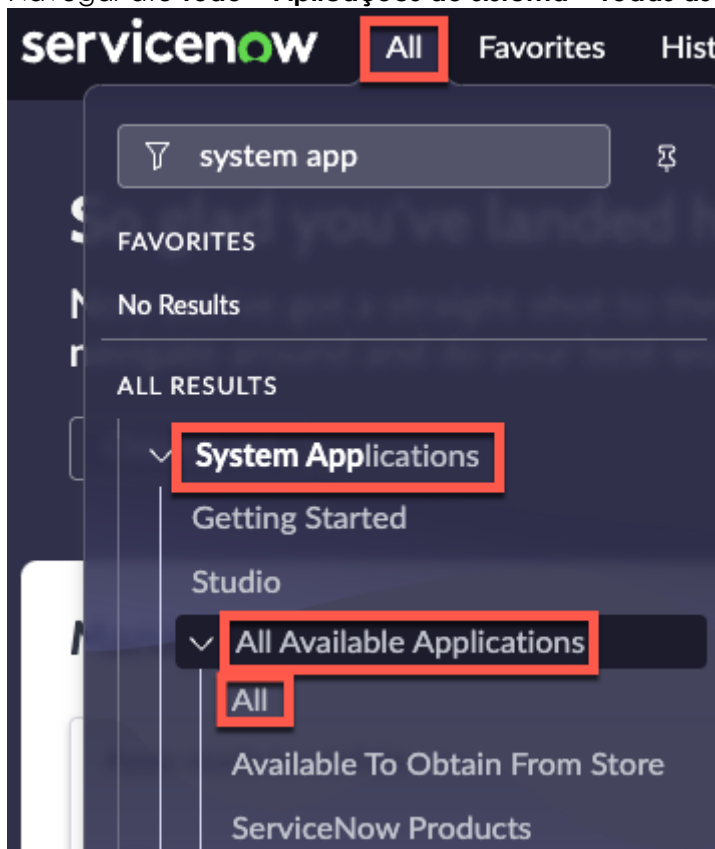 servicenow All Favorites Hist
system app
FAVORITES
No Results
ALL RESULTS
System Applications
Getting Started
Studio
All Available Applications
All
Available To Obtain From Store
ServiceNow Products